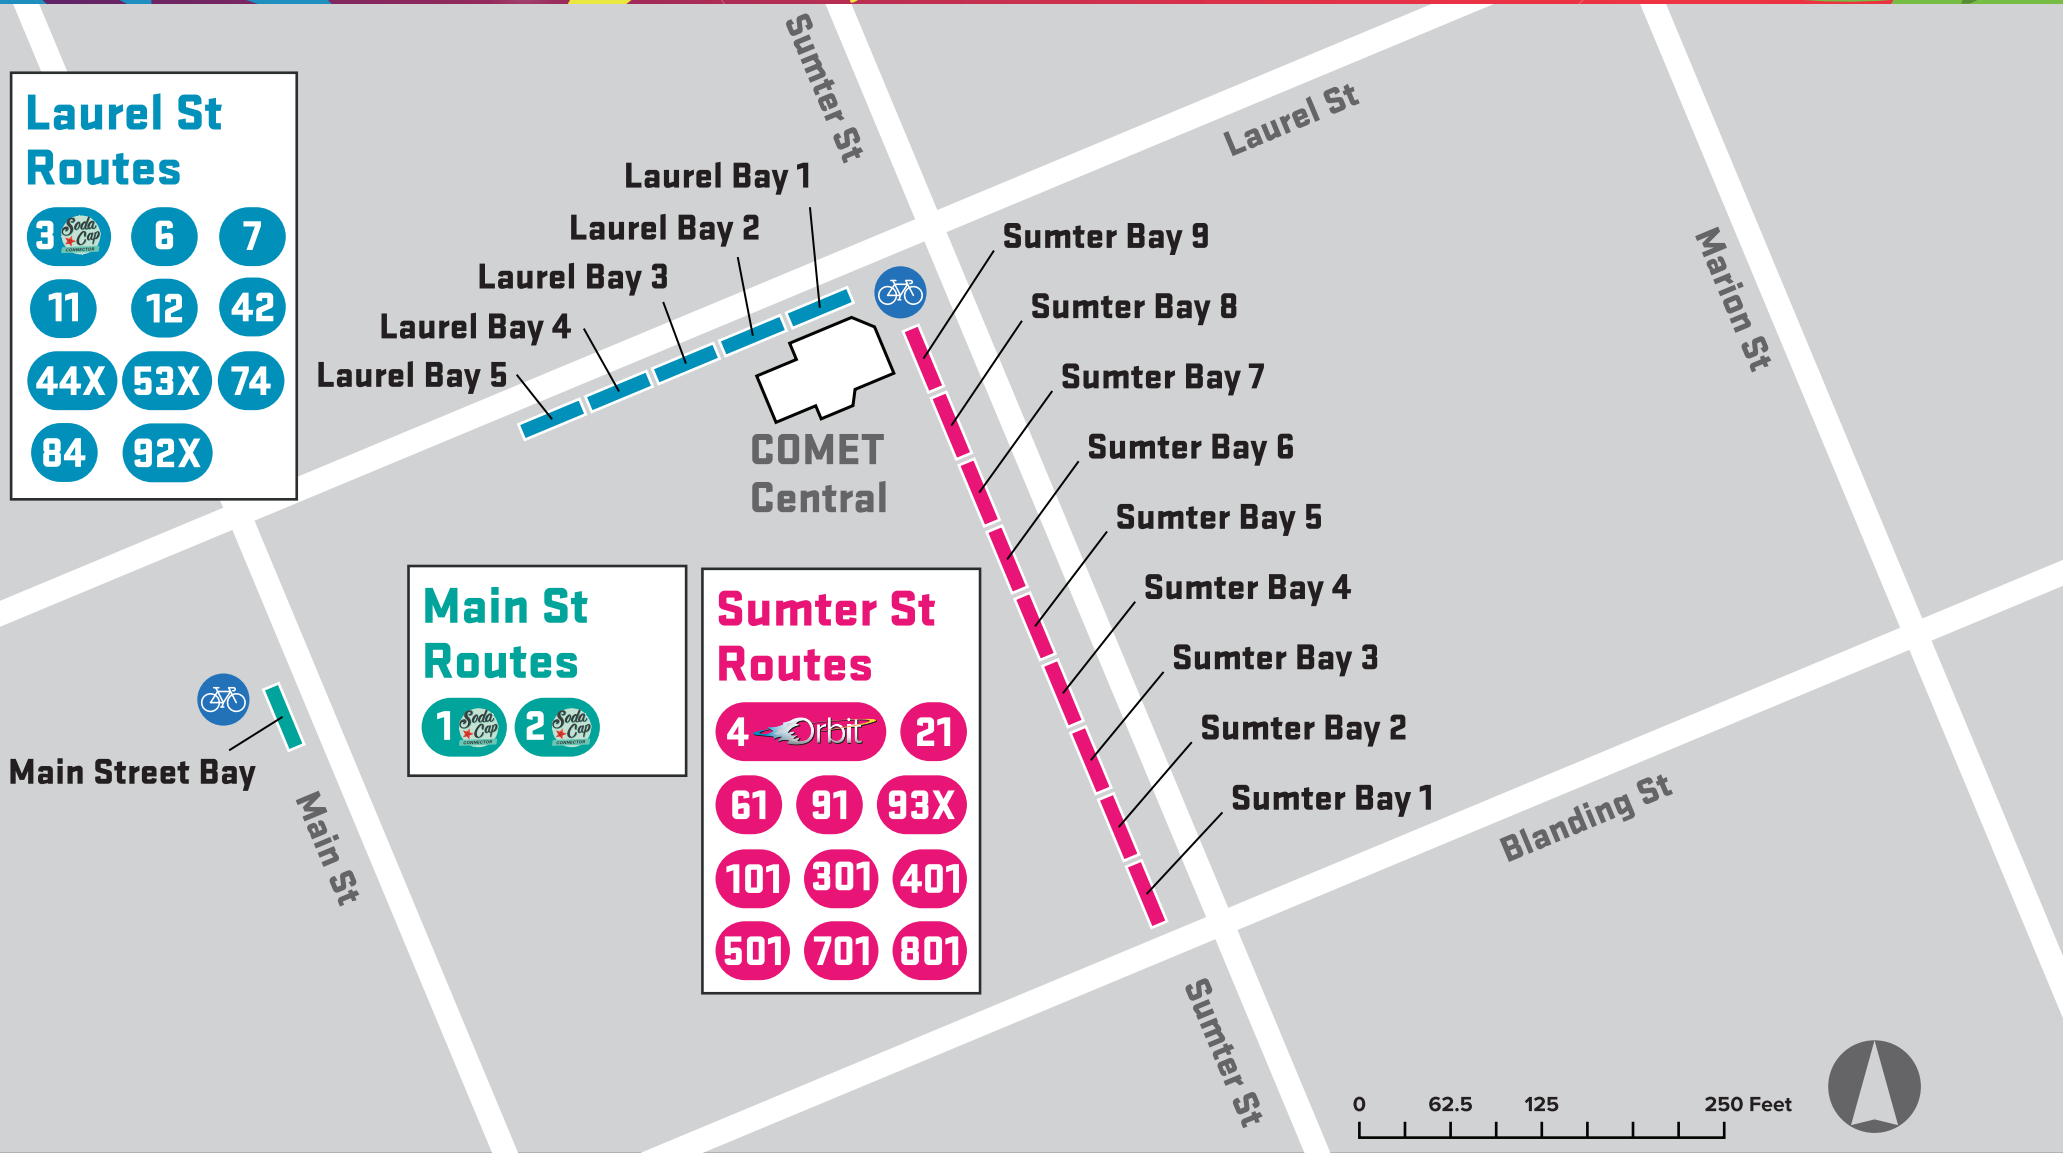 Sumter St
Laurel St
Marion St
Laurel St
Routes
3 Soda Cap CONNECTOR
6
7
11
12
42
44X
53X
74
84
92X
Laurel Bay 1
Laurel Bay 2
Laurel Bay 3
Laurel Bay 4
Laurel Bay 5
COMET
Central
Sumter Bay 9
Sumter Bay 8
Sumter Bay 7
Sumter Bay 6
Sumter Bay 5
Sumter Bay 4
Sumter Bay 3
Sumter Bay 2
Sumter Bay 1
Main St
Routes
1 Soda Cap CONNECTOR
2 Soda Cap CONNECTOR
Sumter St
Routes
4 Orbit
21
61
91
93X
101
301
401
501
701
801
Main Street Bay
Main St
Blanding St
Sumter St
0 62.5 125 250 Feet